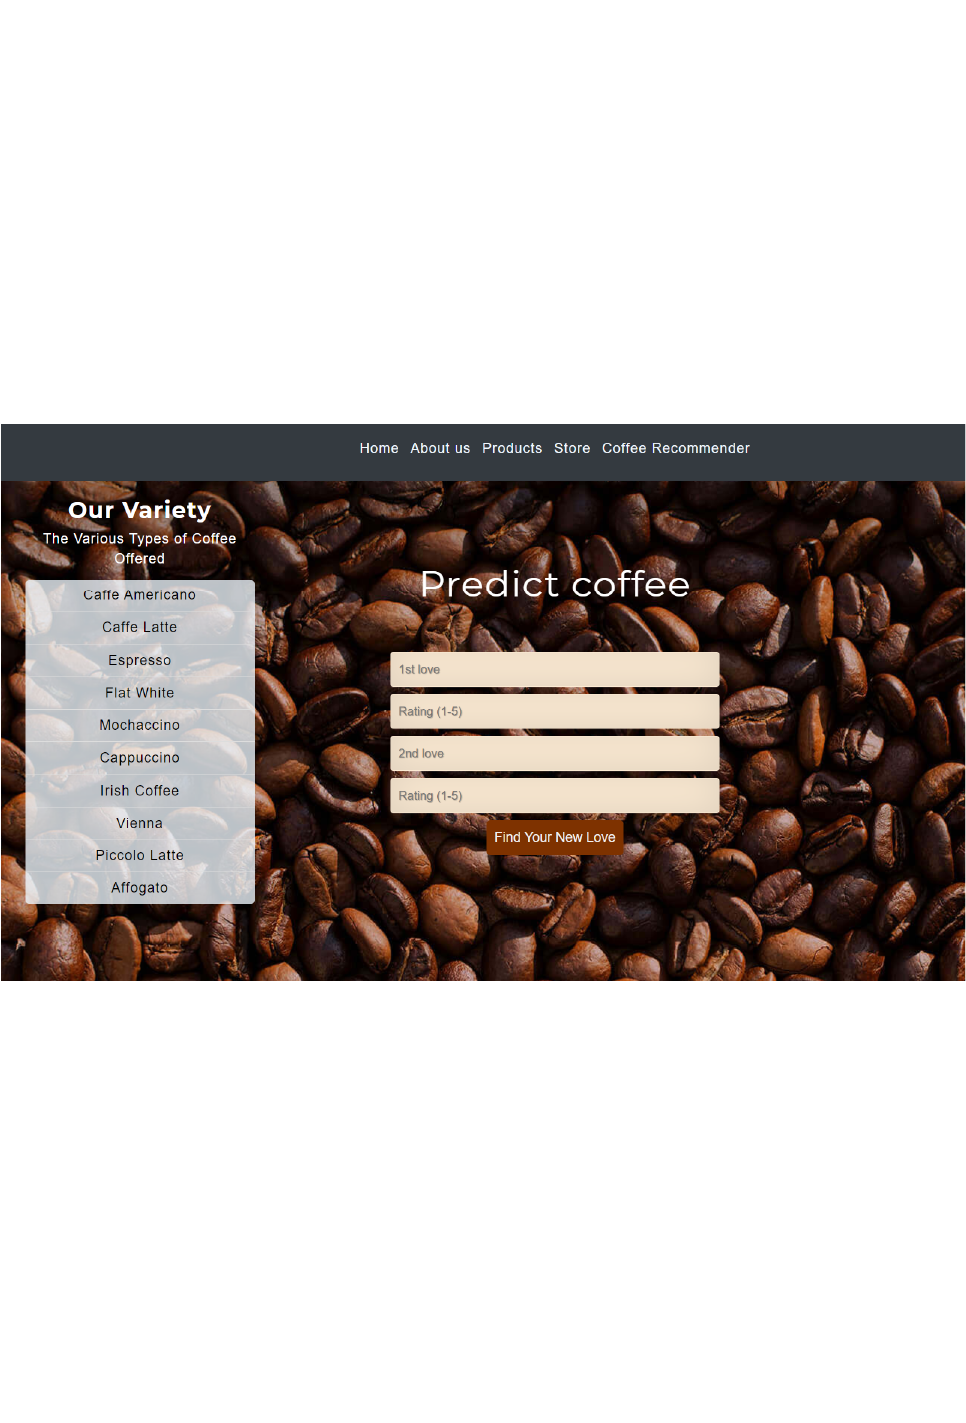 Home About us Products Store Coffee Recommender
Our Variety
The Various Types of Coffee
Offered
Caffe Americano
Caffe Latte
Espresso
Flat White
Mochaccino
Cappuccino
Irish Coffee
Vienna
Piccolo Latte
Affogato
Predict coffee
1st love
Rating (1-5)
2nd love
Rating (1-5)
Find Your New Love